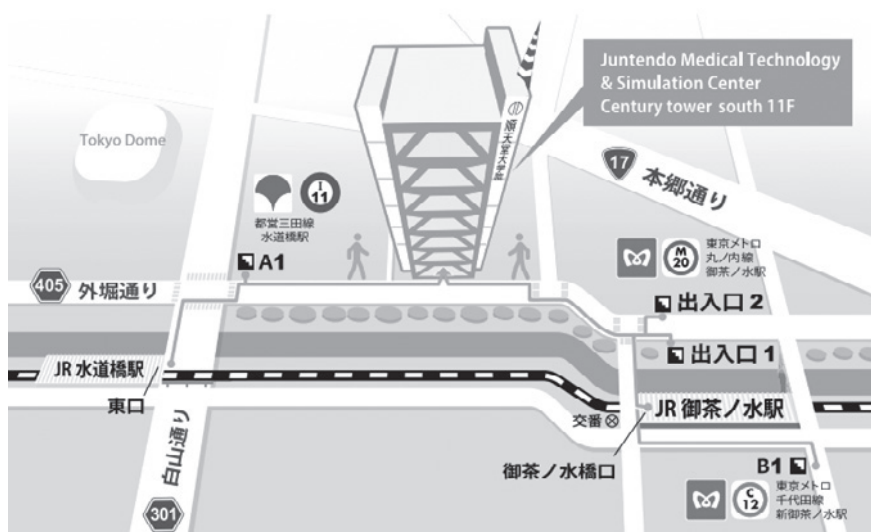 Juntendo Medical Technology
& Simulation Center
Century tower south 11F
Tokyo Dome
順天堂大学
17
本郷通り
I
11
都営三田線
水道橋駅
A1
M
20
東京メトロ
丸ノ内線
御茶ノ水駅
405
外堀通り
出入口 2
出入口 1
JR 水道橋駅
東口
交番
JR 御茶ノ水駅
御茶ノ水橋口
白山通り
301
B1
C
12
東京メトロ
千代田線
新御茶ノ水駅